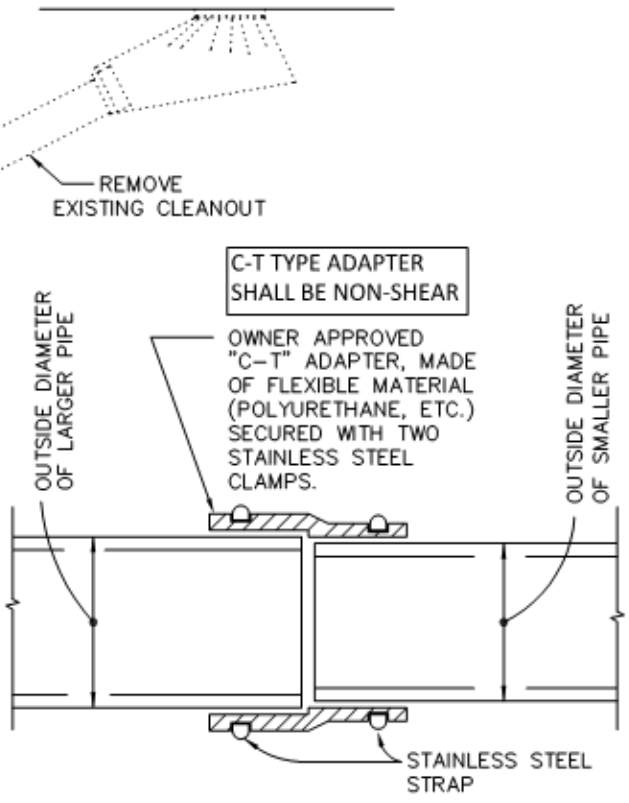 REMOVE
EXISTING CLEANOUT
C-T TYPE ADAPTER
SHALL BE NON-SHEAR
OUTSIDE DIAMETER
OF LARGER PIPE
OWNER APPROVED
"C-T" ADAPTER, MADE
OF FLEXIBLE MATERIAL
(POLYURETHANE, ETC.)
SECURED WITH TWO
STAINLESS STEEL
CLAMPS.
OUTSIDE DIAMETER
OF SMALLER PIPE
STAINLESS STEEL
STRAP